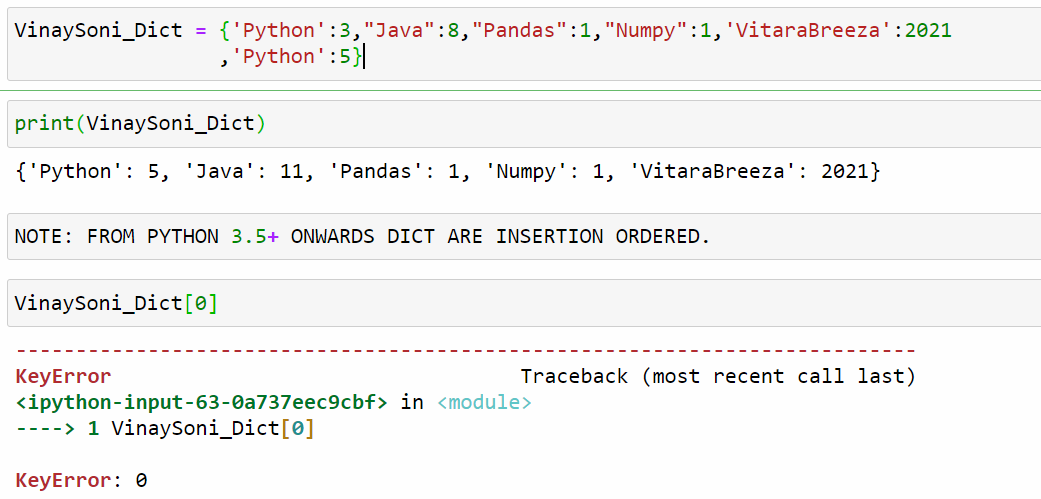 VinaySoni_Dict = {'Python':3,"Java":8,"Pandas":1,"Numpy":1,'VitaraBreeza':2021
,'Python':5}
print(VinaySoni_Dict)
{'Python': 5, 'Java': 11, 'Pandas': 1, 'Numpy': 1, 'VitaraBreeza': 2021}
NOTE: FROM PYTHON 3.5+ ONWARDS DICT ARE INSERTION ORDERED.
VinaySoni_Dict[0]
---------------------------------------------------------------------------
KeyError Traceback (most recent call last)
<ipython-input-63-0a737eec9cbf> in <module>
----> 1 VinaySoni_Dict[0]
KeyError: 0